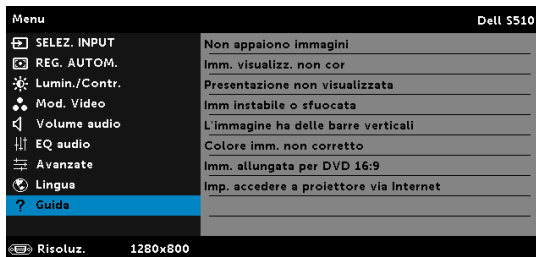 Menu Dell S510
SELEZ. INPUT
REG. AUTOM.
Lumin./Contr.
Mod. Video
Volume audio
EQ audio
Avanzate
Lingua
? Guida
Non appaiono immagini
Imm. visualizz. non cor
Presentazione non visualizzata
Imm instabile o sfuocata
L'immagine ha delle barre verticali
Colore imm. non corretto
Imm. allungata per DVD 16:9
Imp. accedere a proiettore via Internet
Risoluz. 1280x800